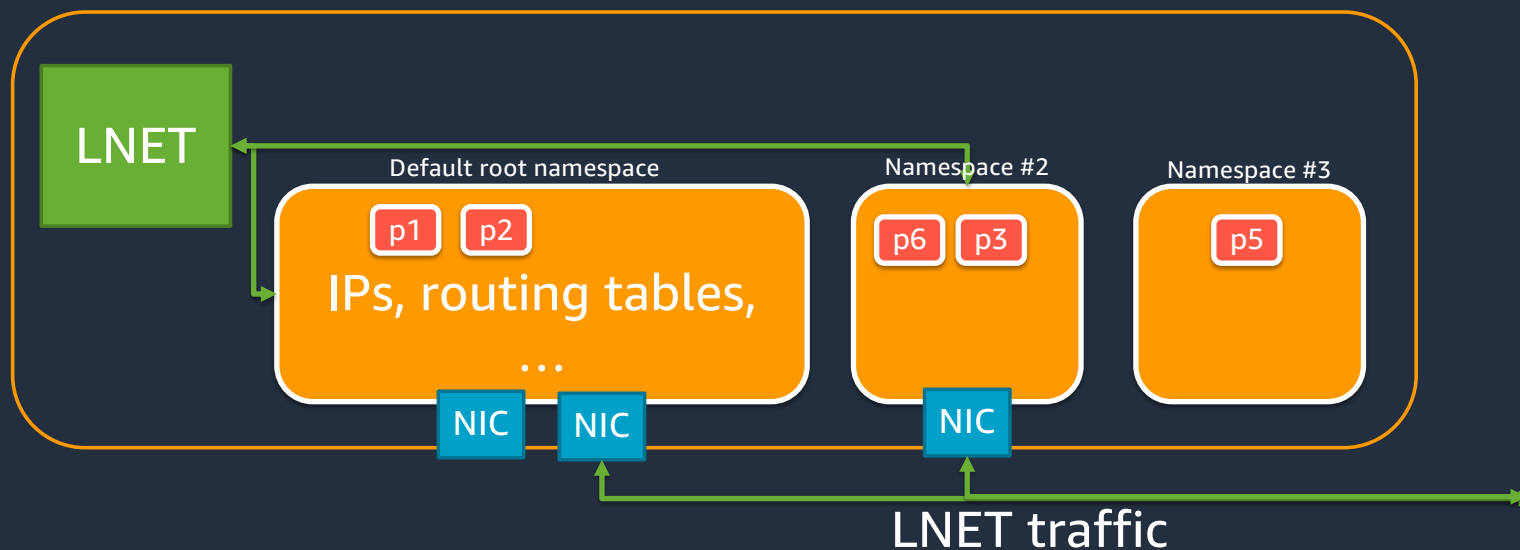 LNET
Default root namespace
Namespace #2
Namespace #3
p1
p2
p6
p3
p5
IPs, routing tables,
...
NIC
NIC
NIC
LNET traffic